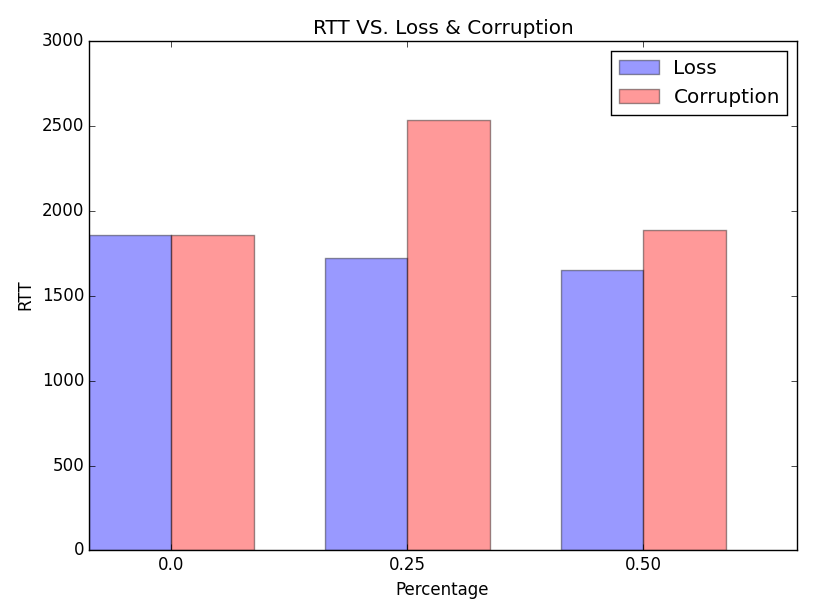 RTT VS. Loss & Corruption
3000
2500
2000
1500
1000
500
0
RTT
Loss
Corruption
0.0
0.25
0.50
Percentage